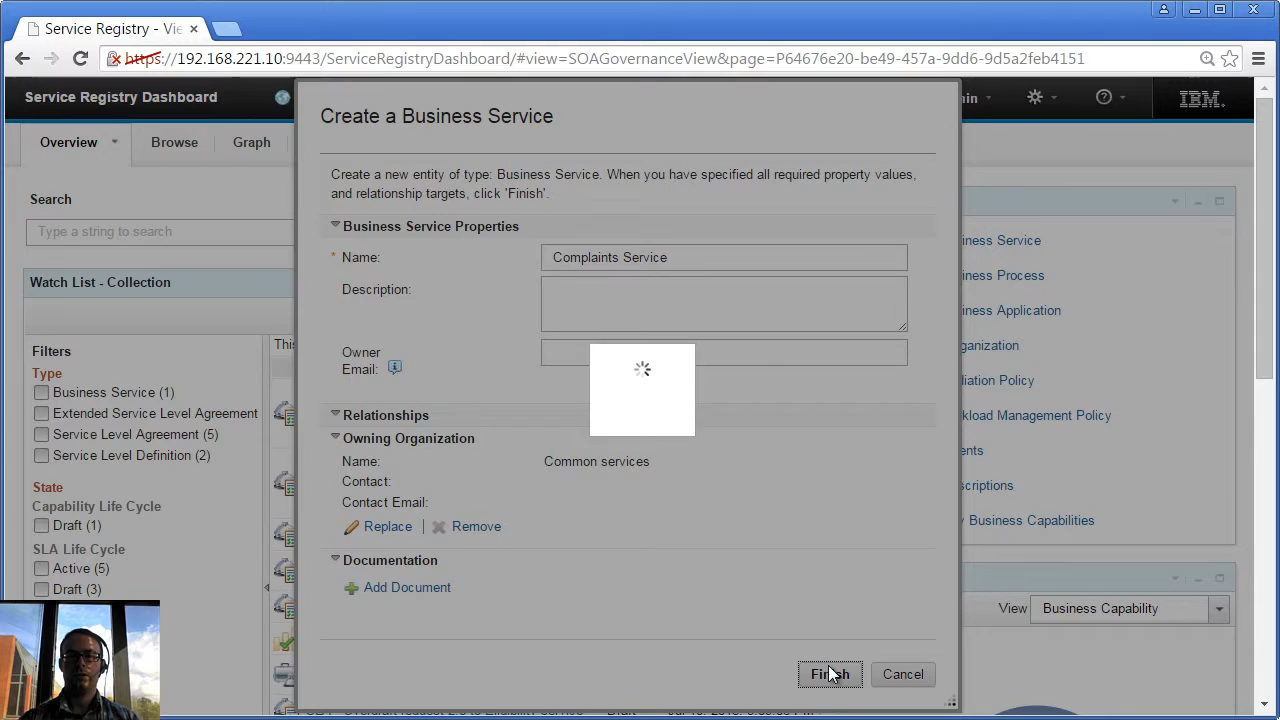 Service Registry - Vie
https://192.168.221.10:9443/ServiceRegistryDashboard/#view=SOAGovernanceView&page=P64676e20-be49-457a-9dd6-9d5a2feb4151
Service Registry Dashboard
in
IBM
Overview
Browse
Graph
Search
Type a string to search
Watch List - Collection
Filters
Type
Business Service (1)
Extended Service Level Agreement
Service Level Agreement (5)
Service Level Definition (2)
State
Capability Life Cycle
Draft (1)
SLA Life Cycle
Active (5)
Draft (3)
Create a Business Service
Create a new entity of type: Business Service. When you have specified all required property values,
and relationship targets, click 'Finish'.
Business Service Properties
* Name:
Complaints Service
Description:
Owner
Email:
Relationships
Owning Organization
Name:
Common services
Contact:
Contact Email:
Replace | Remove
Documentation
Add Document
Finish
Cancel
iness Service
iness Process
iness Application
ganization
diation Policy
kload Management Policy
ents
scriptions
Business Capabilities
View
Business Capability